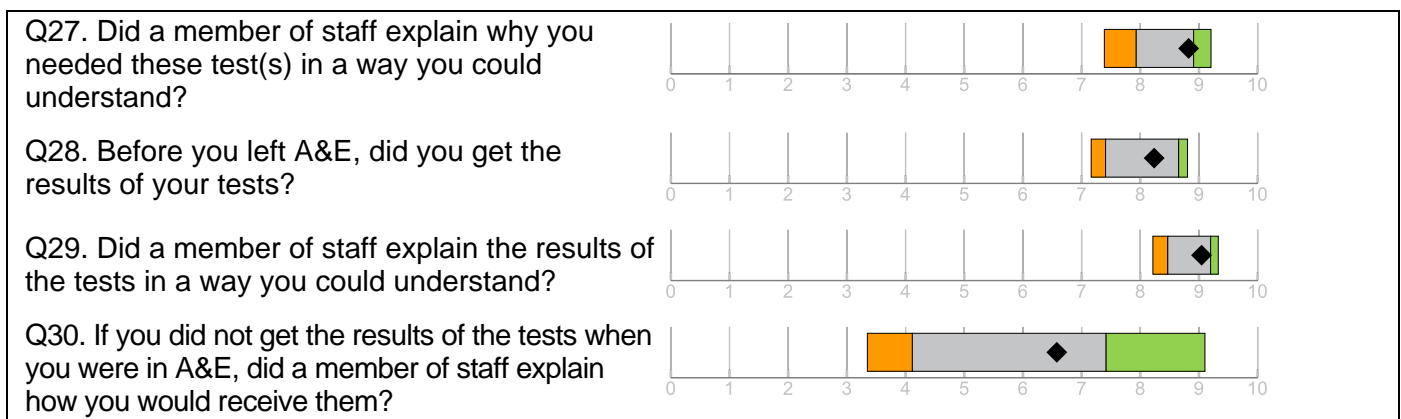 Q27. Did a member of staff explain why you
needed these test(s) in a way you could
understand?
0 1 2 3 4 5 6 7 8 9 10
Q28. Before you left A&E, did you get the
results of your tests?
0 1 2 3 4 5 6 7 8 9 10
Q29. Did a member of staff explain the results of
the tests in a way you could understand?
0 1 2 3 4 5 6 7 8 9 10
Q30. If you did not get the results of the tests when
you were in A&E, did a member of staff explain
how you would receive them?
0 1 2 3 4 5 6 7 8 9 10